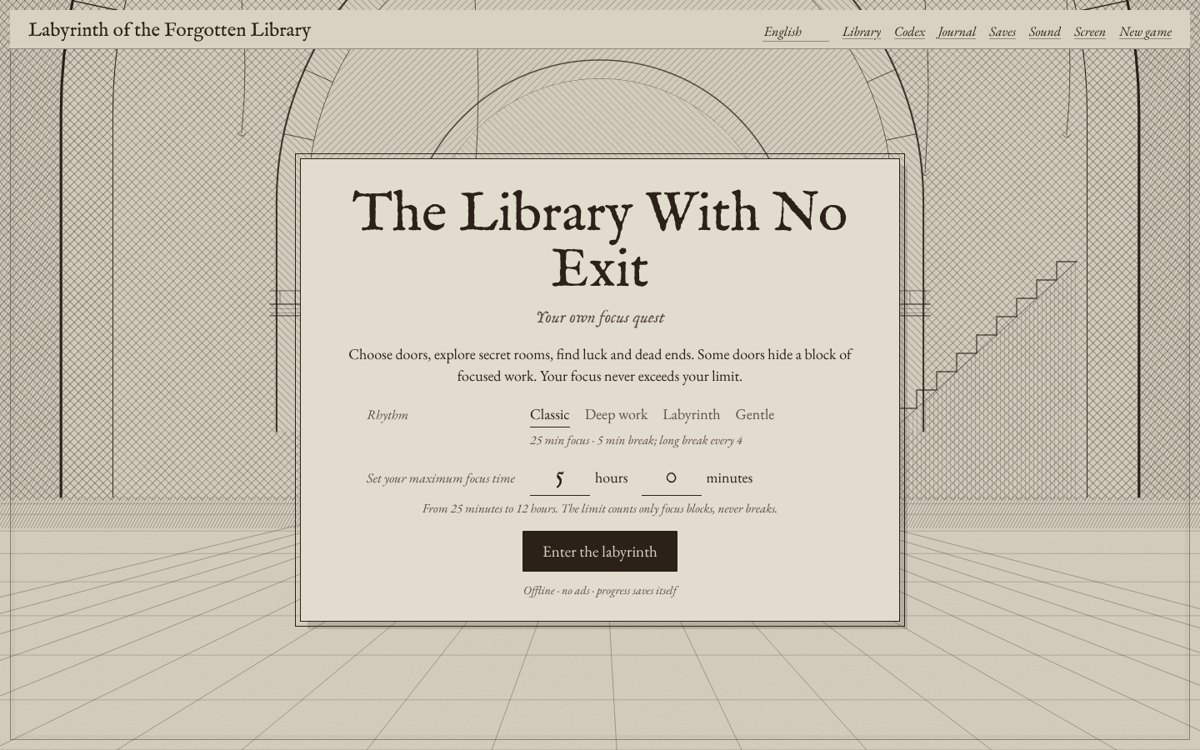 Labyrinth of the Forgotten Library
English Library Codex Journal Saves Sound Screen New game
The Library With No
Exit
Your own focus quest
Choose doors, explore secret rooms, find luck and dead ends. Some doors hide a block of
focused work. Your focus never exceeds your limit.
Rhythm Classic Deep work Labyrinth Gentle
25 min focus · 5 min break; long break every 4
Set your maximum focus time 5 hours 0 minutes
From 25 minutes to 12 hours. The limit counts only focus blocks, never breaks.
Enter the labyrinth
Offline · no ads · progress saves itself